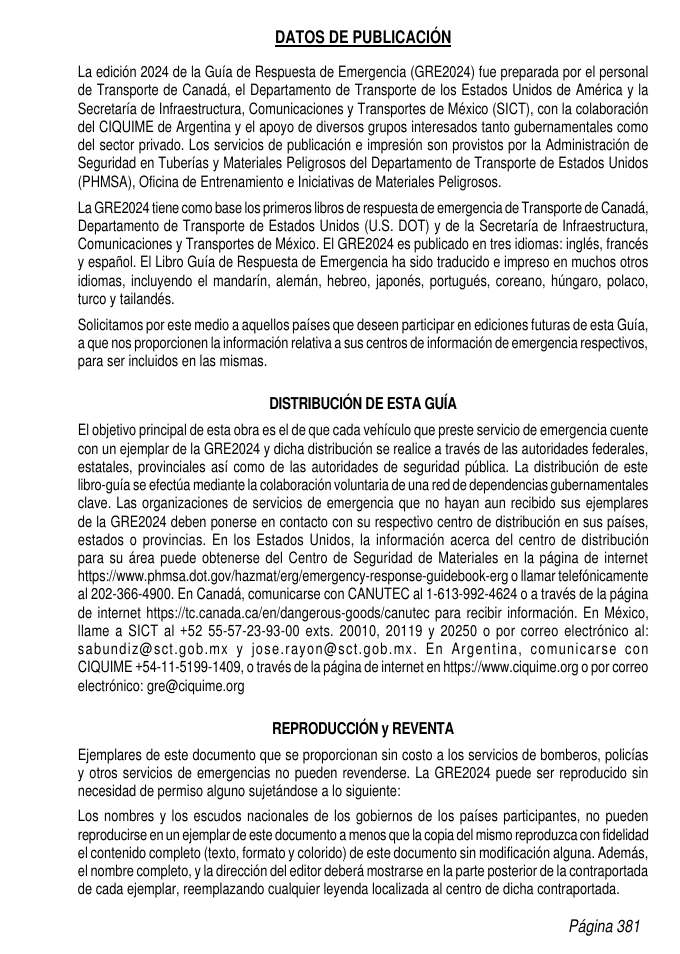 DATOS DE PUBLICACIÓN
La edición 2024 de la Guía de Respuesta de Emergencia (GRE2024) fue preparada por el personal
de Transporte de Canadá, el Departamento de Transporte de los Estados Unidos de América y la
Secretaría de Infraestructura, Comunicaciones y Transportes de México (SICT), con la colaboración
del CIQUIME de Argentina y el apoyo de diversos grupos interesados tanto gubernamentales como
del sector privado. Los servicios de publicación e impresión son provistos por la Administración de
Seguridad en Tuberías y Materiales Peligrosos del Departamento de Transporte de Estados Unidos
(PHMSA), Oficina de Entrenamiento e Iniciativas de Materiales Peligrosos.
La GRE2024 tiene como base los primeros libros de respuesta de emergencia de Transporte de Canadá,
Departamento de Transporte de Estados Unidos (U.S. DOT) y de la Secretaría de Infraestructura,
Comunicaciones y Transportes de México. El GRE2024 es publicado en tres idiomas: inglés, francés
y español. El Libro Guía de Respuesta de Emergencia ha sido traducido e impreso en muchos otros
idiomas, incluyendo el mandarín, alemán, hebreo, japonés, portugués, coreano, húngaro, polaco,
turco y tailandés.
Solicitamos por este medio a aquellos países que deseen participar en ediciones futuras de esta Guía,
a que nos proporcionen la información relativa a sus centros de información de emergencia respectivos,
para ser incluidos en las mismas.
DISTRIBUCIÓN DE ESTA GUÍA
El objetivo principal de esta obra es el de que cada vehículo que preste servicio de emergencia cuente
con un ejemplar de la GRE2024 y dicha distribución se realice a través de las autoridades federales,
estatales, provinciales así como de las autoridades de seguridad pública. La distribución de este
libro-guía se efectúa mediante la colaboración voluntaria de una red de dependencias gubernamentales
clave. Las organizaciones de servicios de emergencia que no hayan aun recibido sus ejemplares
de la GRE2024 deben ponerse en contacto con su respectivo centro de distribución en sus países,
estados o provincias. En los Estados Unidos, la información acerca del centro de distribución
para su área puede obtenerse del Centro de Seguridad de Materiales en la página de internet
https://www.phmsa.dot.gov/hazmat/erg/emergency-response-guidebook-erg o llamar telefónicamente
al 202-366-4900. En Canadá, comunicarse con CANUTEC al 1-613-992-4624 o a través de la página
de internet https://tc.canada.ca/en/dangerous-goods/canutec para recibir información. En México,
llame a SICT al +52 55-57-23-93-00 exts. 20010, 20119 y 20250 o por correo electrónico al:
sabundiz@sct.gob.mx y jose.rayon@sct.gob.mx. En Argentina, comunicarse con
CIQUIME +54-11-5199-1409, o través de la página de internet en https://www.ciquime.org o por correo
electrónico: gre@ciquime.org
REPRODUCCIÓN y REVENTA
Ejemplares de este documento que se proporcionan sin costo a los servicios de bomberos, policías
y otros servicios de emergencias no pueden revenderse. La GRE2024 puede ser reproducido sin
necesidad de permiso alguno sujetándose a lo siguiente:
Los nombres y los escudos nacionales de los gobiernos de los países participantes, no pueden
reproducirse en un ejemplar de este documento a menos que la copia del mismo reproduzca con fidelidad
el contenido completo (texto, formato y colorido) de este documento sin modificación alguna. Además,
el nombre completo, y la dirección del editor deberá mostrarse en la parte posterior de la contraportada
de cada ejemplar, reemplazando cualquier leyenda localizada al centro de dicha contraportada.
Página 381